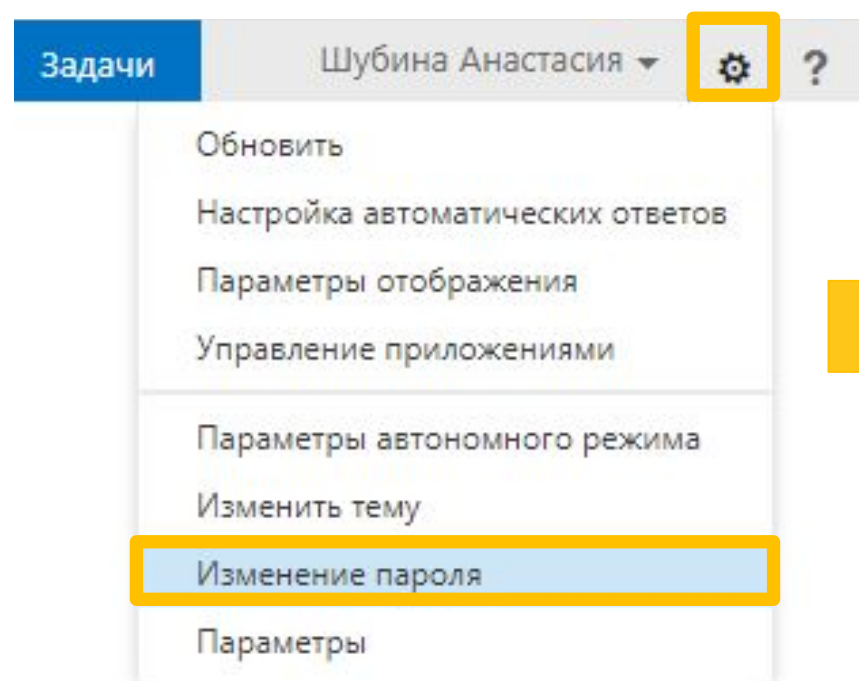 Задачи Шубина Анастасия ?
Обновить
Настройка автоматических ответов
Параметры отображения
Управление приложениями
Параметры автономного режима
Изменить тему
Изменение пароля
Параметры